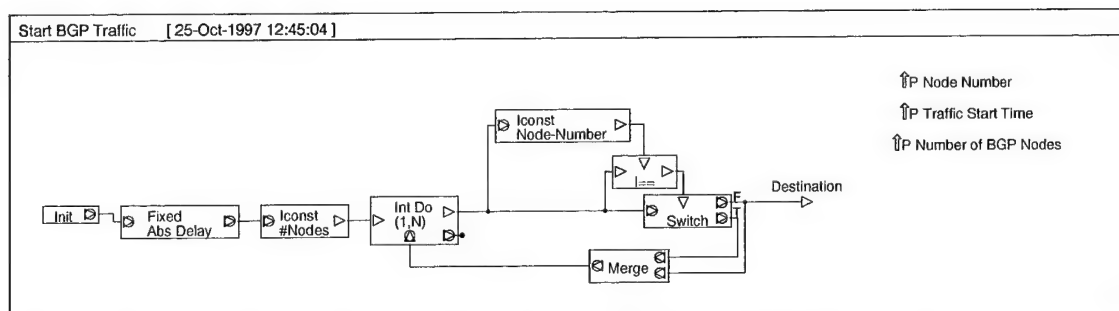 Start BGP Traffic [ 25-Oct-1997 12:45:04 ]
⇧P Node Number
⇧P Traffic Start Time
⇧P Number of BGP Nodes
Iconst
Node-Number
I==
Destination
Init
Fixed
Abs Delay
Iconst
#Nodes
Int Do
(1,N)
F
T
Switch
Merge